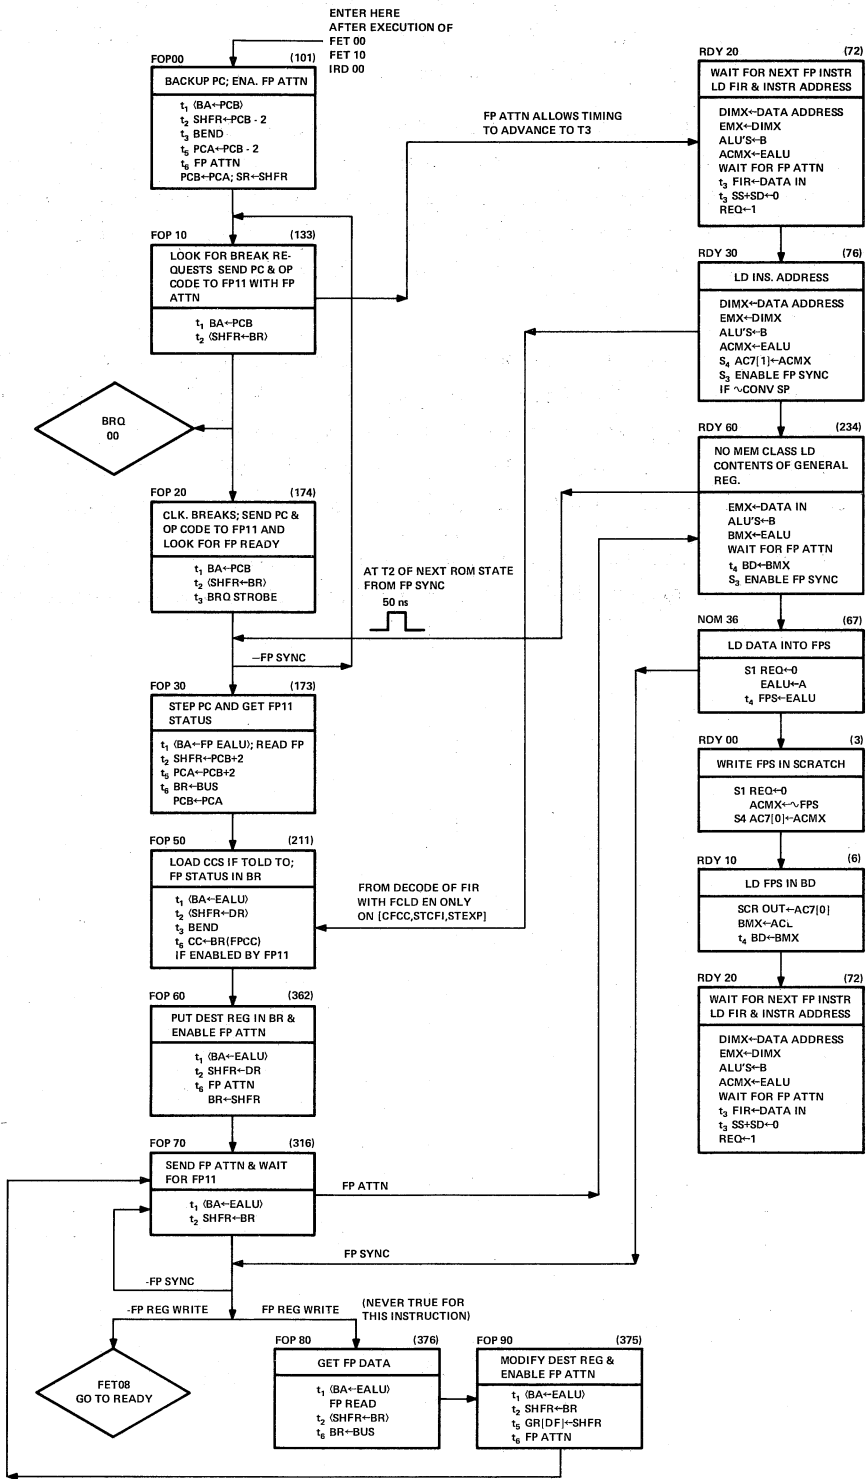 ENTER HERE
AFTER EXECUTION OF
FET 00
FET 10
IRD 00
FOP00 (101)
BACKUP PC; ENA. FP ATTN
t1 ⟨BA←PCB⟩
t2 SHFR←PCB - 2
t3 BEND
t5 PCA←PCB - 2
t6 FP ATTN
PCB←PCA; SR←SHFR
FP ATTN ALLOWS TIMING
TO ADVANCE TO T3
FOP 10 (133)
LOOK FOR BREAK RE-
QUESTS SEND PC & OP
CODE TO FP11 WITH FP
ATTN
t1 BA←PCB
t2 ⟨SHFR←BR⟩
BRQ
00
FOP 20 (174)
CLK. BREAKS; SEND PC &
OP CODE TO FP11 AND
LOOK FOR FP READY
t1 BA←PCB
t2 ⟨SHFR←BR⟩
t3 BRQ STROBE
AT T2 OF NEXT ROM STATE
FROM FP SYNC
50 ns
—FP SYNC
FOP 30 (173)
STEP PC AND GET FP11
STATUS
t1 ⟨BA←FP EALU⟩; READ FP
t2 SHFR←PCB+2
t5 PCA←PCB+2
t6 BR←BUS
PCB←PCA
FOP 50 (211)
LOAD CCS IF TOLD TO;
FP STATUS IN BR
t1 ⟨BA←EALU⟩
t2 ⟨SHFR←DR⟩
t3 BEND
t6 CC←BR(FPCC)
IF ENABLED BY FP11
FROM DECODE OF FIR
WITH FCLD EN ONLY
ON [CFCC,STCFI,STEXP]
FOP 60 (362)
PUT DEST REG IN BR &
ENABLE FP ATTN
t1 ⟨BA←EALU⟩
t2 SHFR←DR
t6 FP ATTN
BR←SHFR
FOP 70 (316)
SEND FP ATTN & WAIT
FOR FP11
t1 ⟨BA←EALU⟩
t2 SHFR←BR
FP ATTN
FP SYNC
-FP SYNC
-FP REG WRITE
FP REG WRITE
(NEVER TRUE FOR
THIS INSTRUCTION)
FET08
GO TO READY
FOP 80 (376)
GET FP DATA
t1 ⟨BA←EALU⟩
FP READ
t2 ⟨SHFR←BR⟩
t6 BR←BUS
FOP 90 (375)
MODIFY DEST REG &
ENABLE FP ATTN
t1 ⟨BA←EALU⟩
t2 SHFR←BR
t5 GR[DF]←SHFR
t6 FP ATTN
RDY 20 (72)
WAIT FOR NEXT FP INSTR
LD FIR & INSTR ADDRESS
DIMX←DATA ADDRESS
EMX←DIMX
ALU'S←B
ACMX←EALU
WAIT FOR FP ATTN
t3 FIR←DATA IN
t3 SS+SD←0
REQ←1
RDY 30 (76)
LD INS. ADDRESS
DIMX←DATA ADDRESS
EMX←DIMX
ALU'S←B
ACMX←EALU
S4 AC7[1]←ACMX
S3 ENABLE FP SYNC
IF ∼CONV SP
RDY 60 (234)
NO MEM CLASS LD
CONTENTS OF GENERAL
REG.
EMX←DATA IN
ALU'S←B
BMX←EALU
WAIT FOR FP ATTN
t4 BD←BMX
S3 ENABLE FP SYNC
NOM 36 (67)
LD DATA INTO FPS
S1 REQ←0
EALU←A
t4 FPS←EALU
RDY 00 (3)
WRITE FPS IN SCRATCH
S1 REQ←0
ACMX←∼FPS
S4 AC7[0]←ACMX
RDY 10 (6)
LD FPS IN BD
SCR OUT←AC7[0]
t4 BD←BMX
RDY 20 (72)
WAIT FOR NEXT FP INSTR
LD FIR & INSTR ADDRESS
DIMX←DATA ADDRESS
EMX←DIMX
ALU'S←B
ACMX←EALU
WAIT FOR FP ATTN
t3 FIR←DATA IN
t3 SS+SD←0
REQ←1